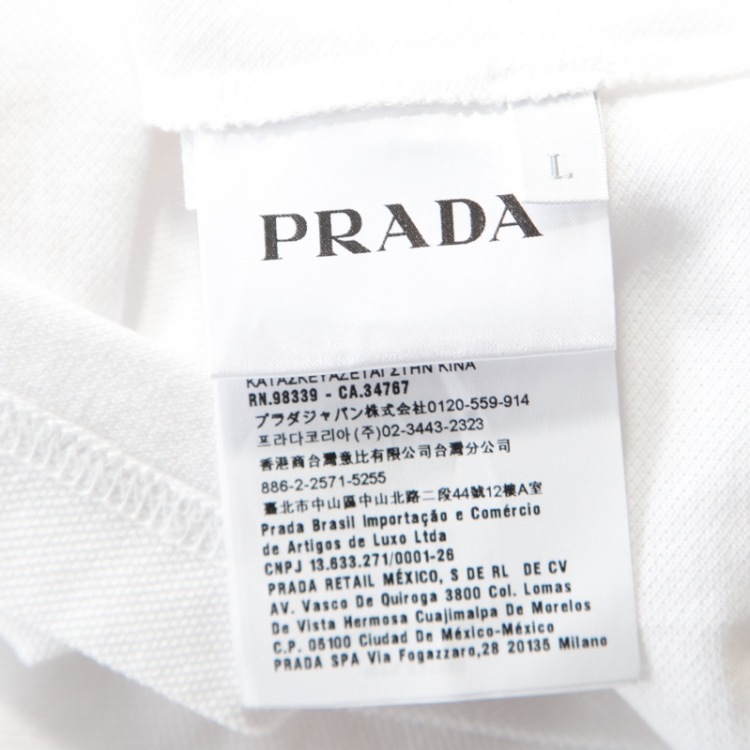 L
PRADA
ΚΑΤΑΣΚΕΥΑΖΕΤΑΙ ΣΤΗΝ ΚΙΝΑ
RN.98339 - CA.34767
プラダジャパン株式会社0120-559-914
프라다코리아(주)02-3443-2323
香港商台灣意比有限公司台灣分公司
886-2-2571-5255
臺北市中山區中山北路二段44號12樓A室
Prada Brasil Importação e Comércio
de Artigos de Luxo Ltda
CNPJ 13.633.271/0001-26
PRADA RETAIL MÉXICO, S DE RL DE CV
AV. Vasco De Quiroga 3800 Col. Lomas
De Vista Hermosa Cuajimalpa De Morelos
C.P. 05100 Ciudad De México-México
PRADA SPA Via Fogazzaro,28 20135 Milano